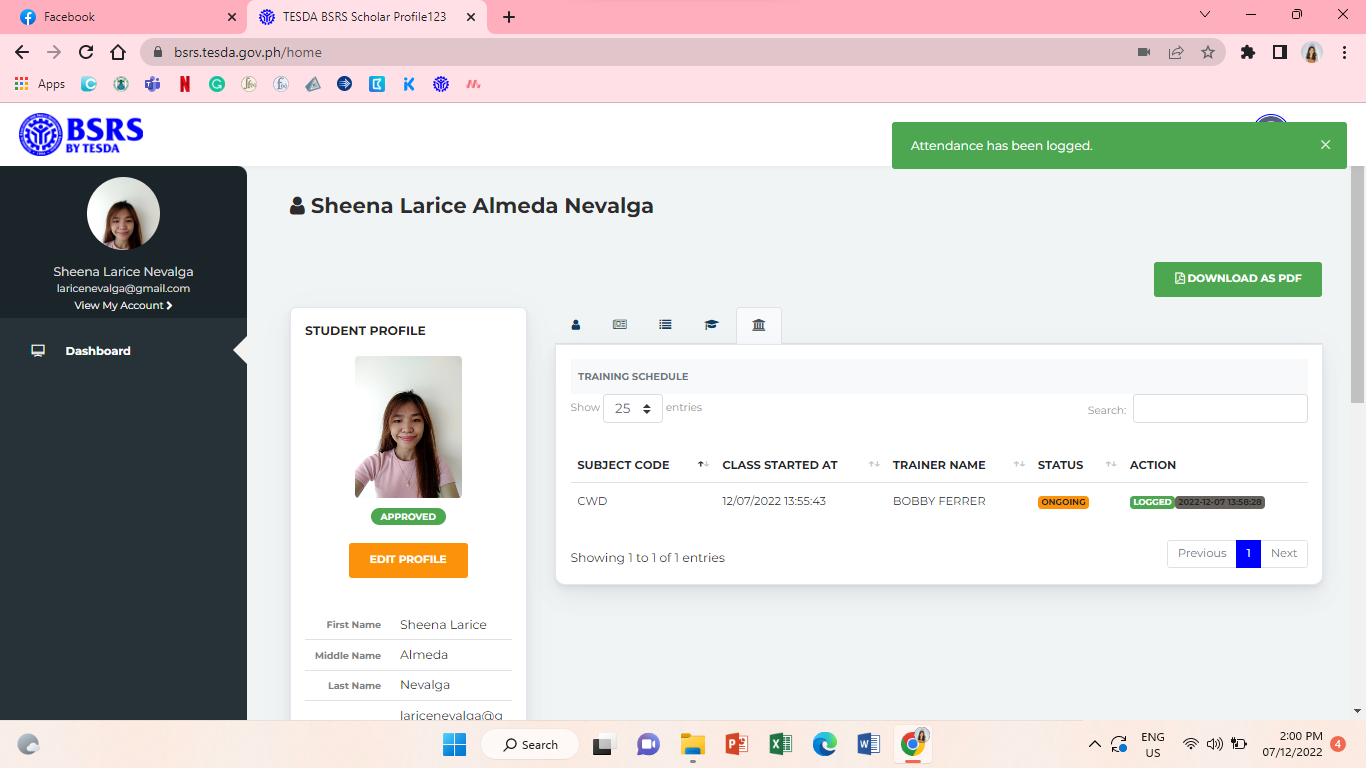 Facebook
TESDA BSRS Scholar Profile123
bsrs.tesda.gov.ph/home
Apps
BSRS
BY TESDA
Attendance has been logged.
Sheena Larice Nevalga
laricenevalga@gmail.com
View My Account
Dashboard
Sheena Larice Almeda Nevalga
DOWNLOAD AS PDF
STUDENT PROFILE
APPROVED
EDIT PROFILE
First Name Sheena Larice
Middle Name Almeda
Last Name Nevalga
laricenevalga@g
TRAINING SCHEDULE
Show 25 entries
Search:
SUBJECT CODE CLASS STARTED AT TRAINER NAME STATUS ACTION
CWD 12/07/2022 13:55:43 BOBBY FERRER ONGOING LOGGED 2022-12-07 13:58:28
Showing 1 to 1 of 1 entries
Previous 1 Next
Search
ENG
US
2:00 PM
07/12/2022
4